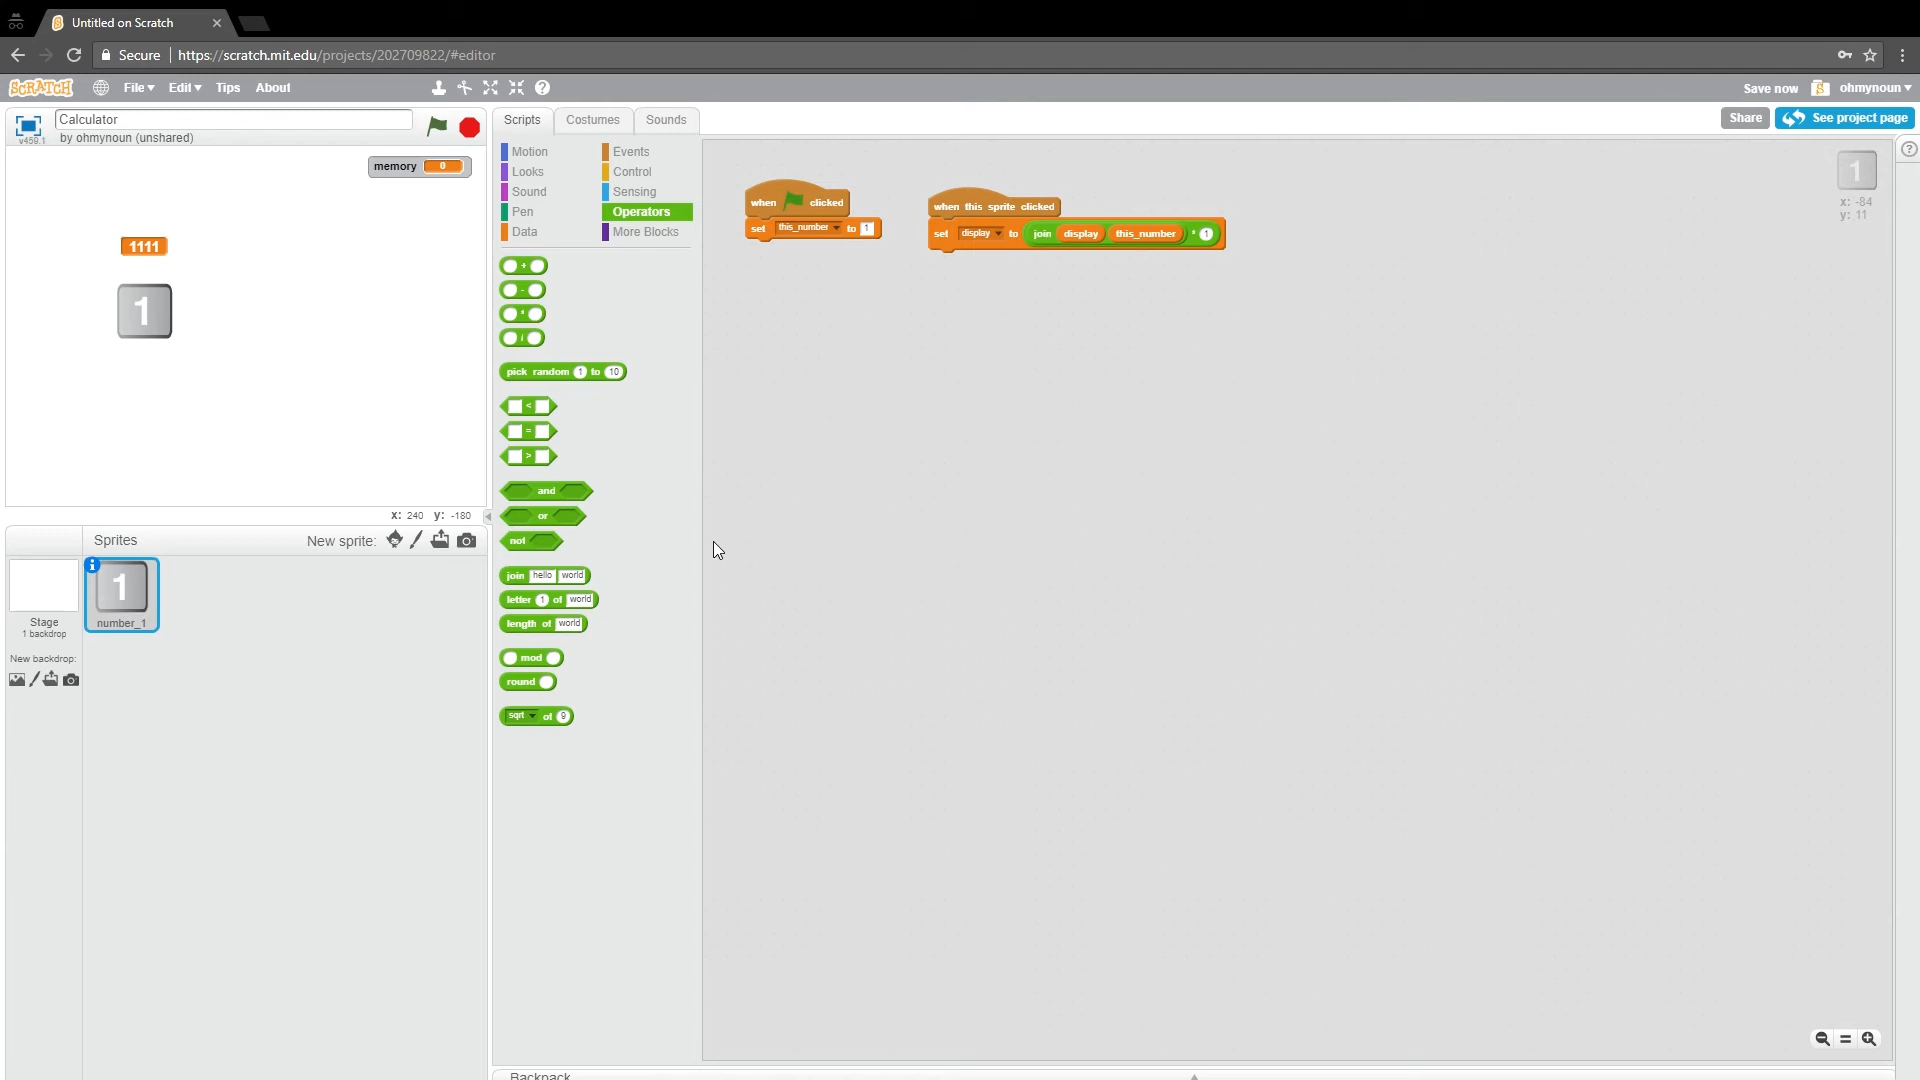 Untitled on Scratch
Secure https://scratch.mit.edu/projects/202709822/#editor
SCRATCH File Edit Tips About Save now ohmynoun
Calculator
by ohmynoun (unshared)
v459.1
Scripts Costumes Sounds
Share See project page
memory 0
1111
1
x: 240 y: -180
Sprites New sprite:
Stage
1 backdrop
New backdrop:
1
number_1
Motion Events
Looks Control
Sound Sensing
Pen Operators
Data More Blocks
+
-
*
/
pick random 1 to 10
<
=
>
and
or
not
join hello world
letter 1 of world
length of world
mod
round
sqrt of 9
when clicked
set this_number to 1
when this sprite clicked
set display to join display this_number * 1
1
x: -84
y: 11
Backpack